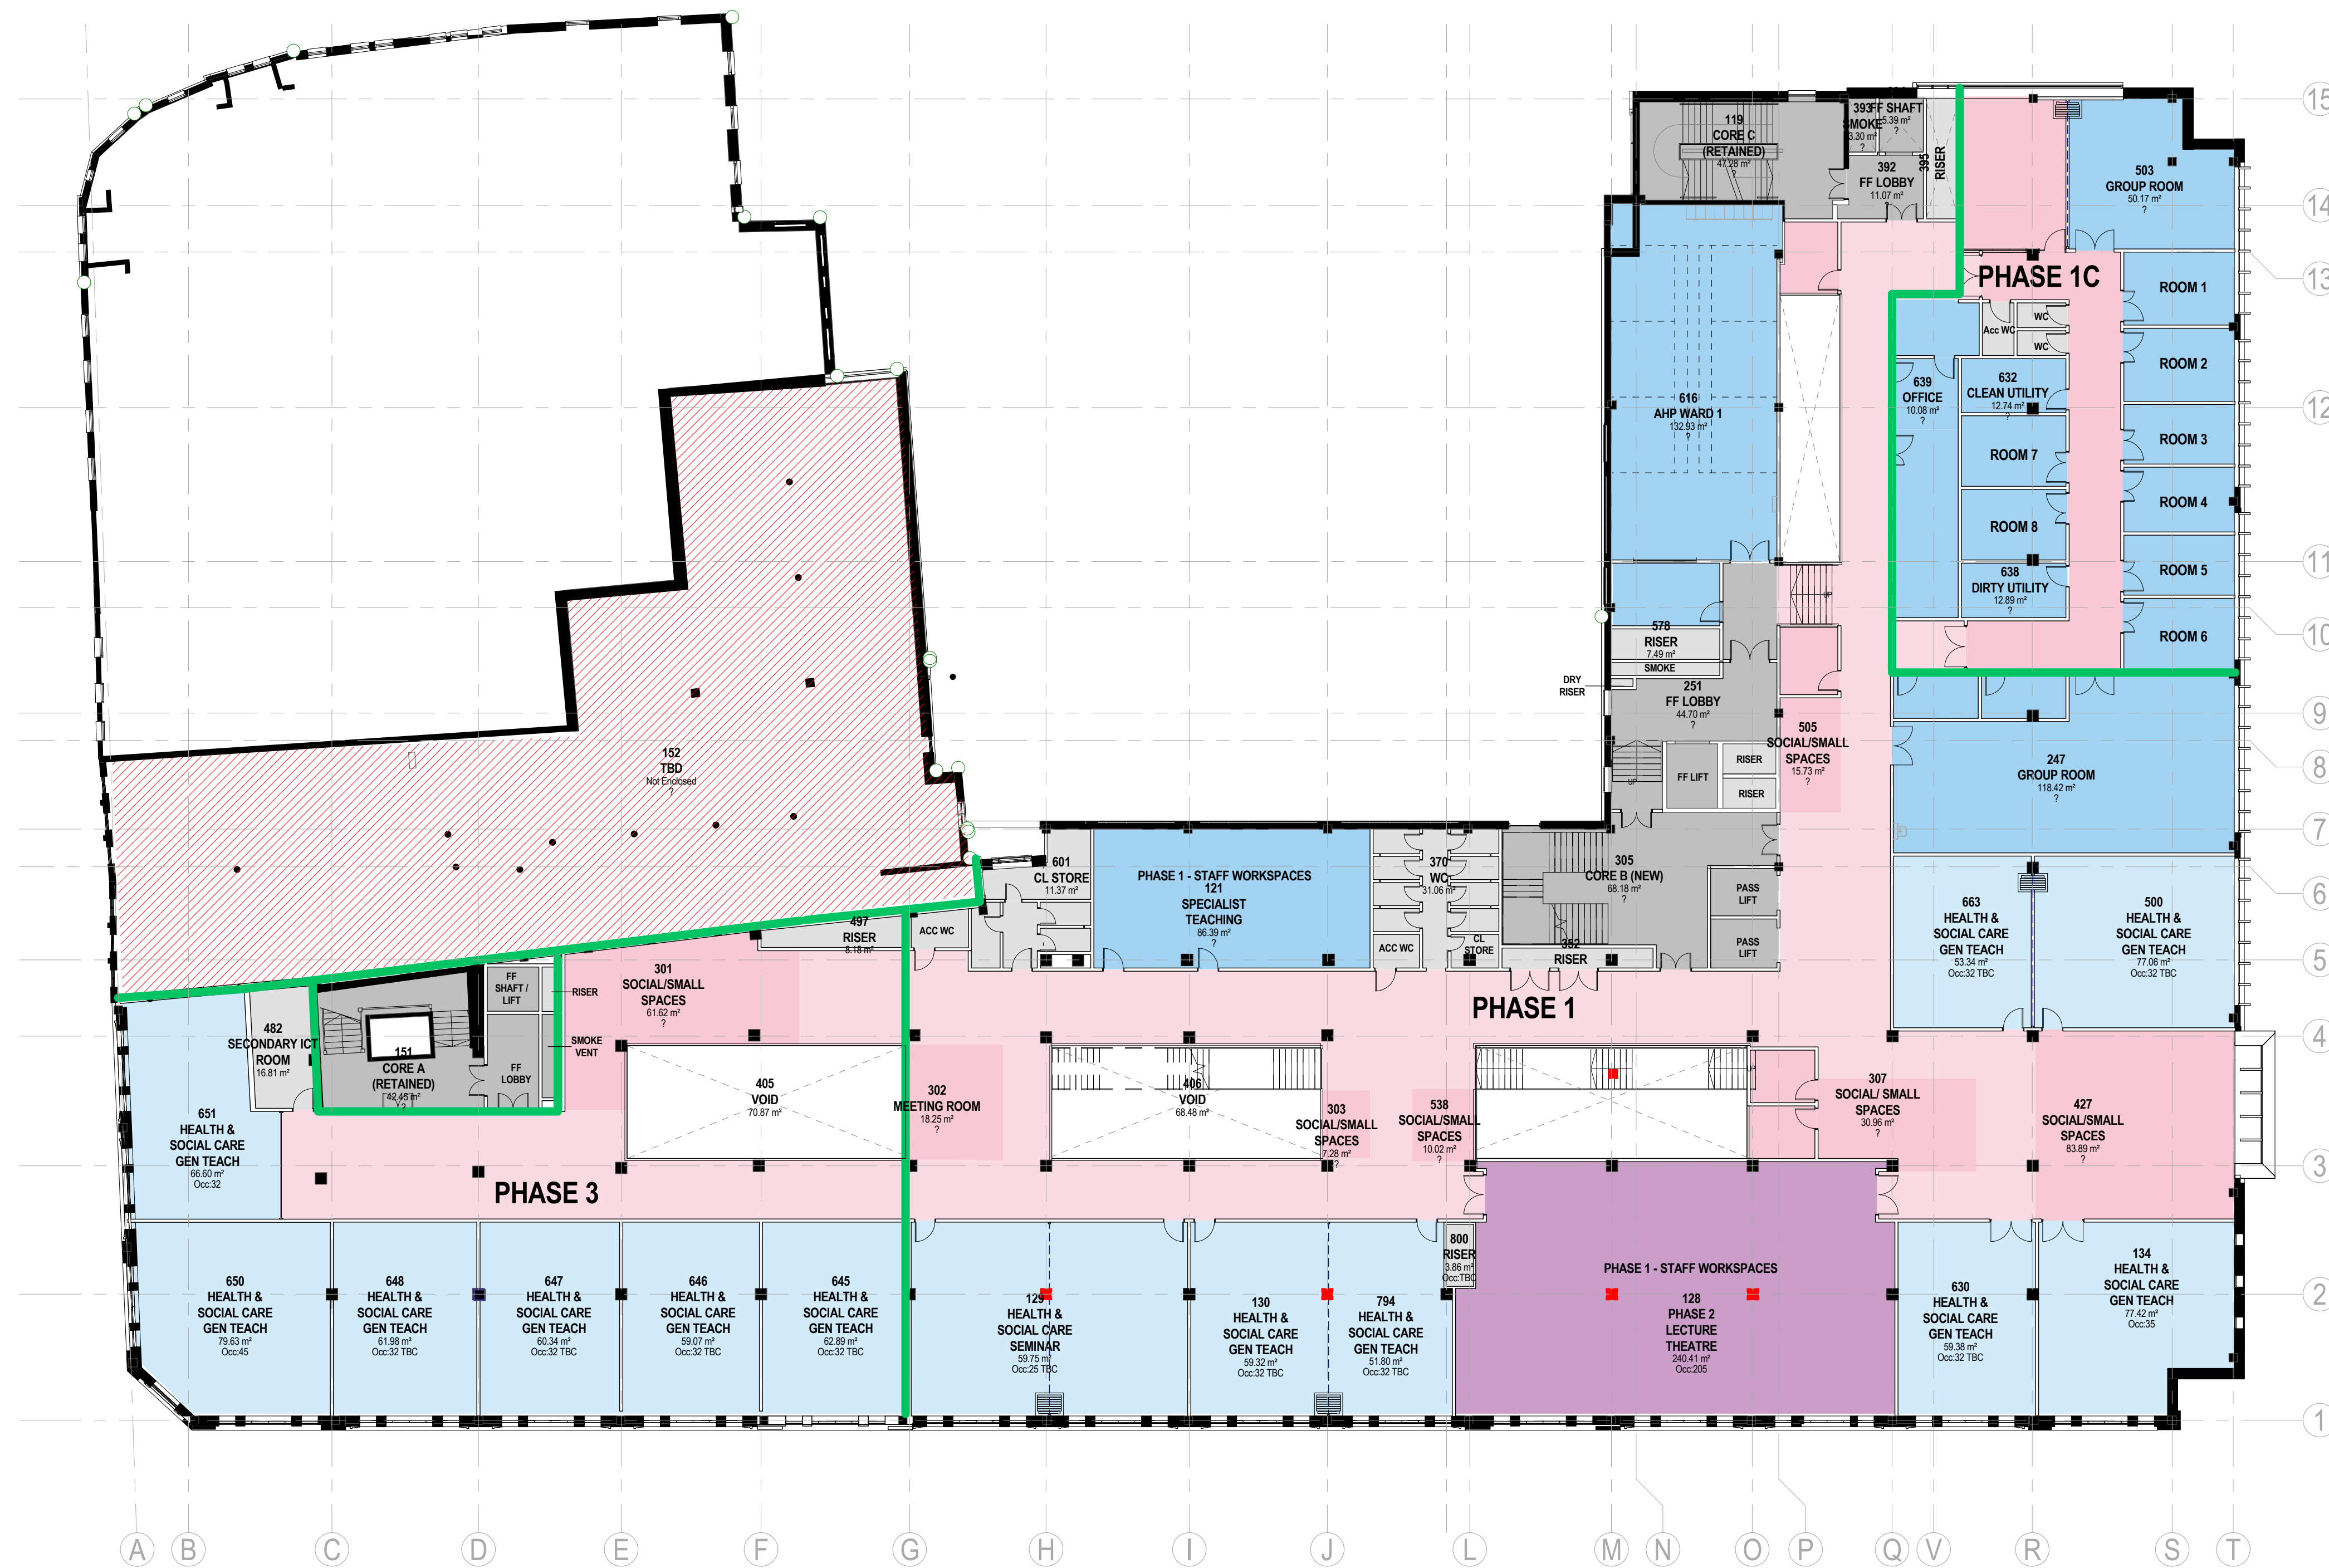 15
14
13
12
11
10
9
8
7
6
5
4
3
2
1
119
CORE C
(RETAINED)
47.28 m²
?
393
SMOKE
3.30 m²
?
FF SHAFT
5.39 m²
?
392
FF LOBBY
11.07 m²
?
395
RISER
503
GROUP ROOM
50.17 m²
?
PHASE 1C
ROOM 1
ROOM 2
ROOM 3
ROOM 4
ROOM 5
ROOM 6
Acc WC
WC
WC
639
OFFICE
10.08 m²
?
632
CLEAN UTILITY
12.74 m²
?
ROOM 7
ROOM 8
638
DIRTY UTILITY
12.89 m²
?
616
AHP WARD 1
132.93 m²
?
UP
578
RISER
7.49 m²
SMOKE
DRY
RISER
251
FF LOBBY
44.70 m²
?
505
SOCIAL/SMALL
SPACES
15.73 m²
?
UP
FF LIFT
RISER
RISER
247
GROUP ROOM
118.42 m²
?
152
TBD
Not Enclosed
?
601
CL STORE
11.37 m²
PHASE 1 - STAFF WORKSPACES
121
SPECIALIST
TEACHING
86.39 m²
?
370
WC
31.06 m²
ACC WC
CL
STORE
305
CORE B (NEW)
68.18 m²
?
PASS
LIFT
PASS
LIFT
352
RISER
663
HEALTH &
SOCIAL CARE
GEN TEACH
53.34 m²
Occ:32 TBC
500
HEALTH &
SOCIAL CARE
GEN TEACH
77.06 m²
Occ:32 TBC
497
RISER
8.18 m²
ACC WC
301
SOCIAL/SMALL
SPACES
61.62 m²
?
FF
SHAFT /
LIFT
RISER
SMOKE
VENT
FF
LOBBY
482
SECONDARY ICT
ROOM
16.81 m²
151
CORE A
(RETAINED)
42.45 m²
?
651
HEALTH &
SOCIAL CARE
GEN TEACH
66.60 m²
Occ:32
PHASE 1
405
VOID
70.87 m²
302
MEETING ROOM
18.25 m²
?
406
VOID
68.48 m²
303
SOCIAL/SMALL
SPACES
7.28 m²
?
538
SOCIAL/SMALL
SPACES
10.02 m²
?
UP
307
SOCIAL/ SMALL
SPACES
30.96 m²
?
427
SOCIAL/SMALL
SPACES
83.89 m²
?
PHASE 3
650
HEALTH &
SOCIAL CARE
GEN TEACH
79.63 m²
Occ:45
648
HEALTH &
SOCIAL CARE
GEN TEACH
61.98 m²
Occ:32 TBC
647
HEALTH &
SOCIAL CARE
GEN TEACH
60.34 m²
Occ:32 TBC
646
HEALTH &
SOCIAL CARE
GEN TEACH
59.07 m²
Occ:32 TBC
645
HEALTH &
SOCIAL CARE
GEN TEACH
62.89 m²
Occ:32 TBC
129
HEALTH &
SOCIAL CARE
SEMINAR
59.75 m²
Occ:25 TBC
130
HEALTH &
SOCIAL CARE
GEN TEACH
59.32 m²
Occ:32 TBC
794
HEALTH &
SOCIAL CARE
GEN TEACH
51.80 m²
Occ:32 TBC
800
RISER
3.86 m²
Occ:TBC
PHASE 1 - STAFF WORKSPACES
128
PHASE 2
LECTURE
THEATRE
240.41 m²
Occ:205
630
HEALTH &
SOCIAL CARE
GEN TEACH
59.38 m²
Occ:32 TBC
134
HEALTH &
SOCIAL CARE
GEN TEACH
77.42 m²
Occ:35
A
B
C
D
E
F
G
H
I
J
L
M
N
O
P
Q
V
R
S
T